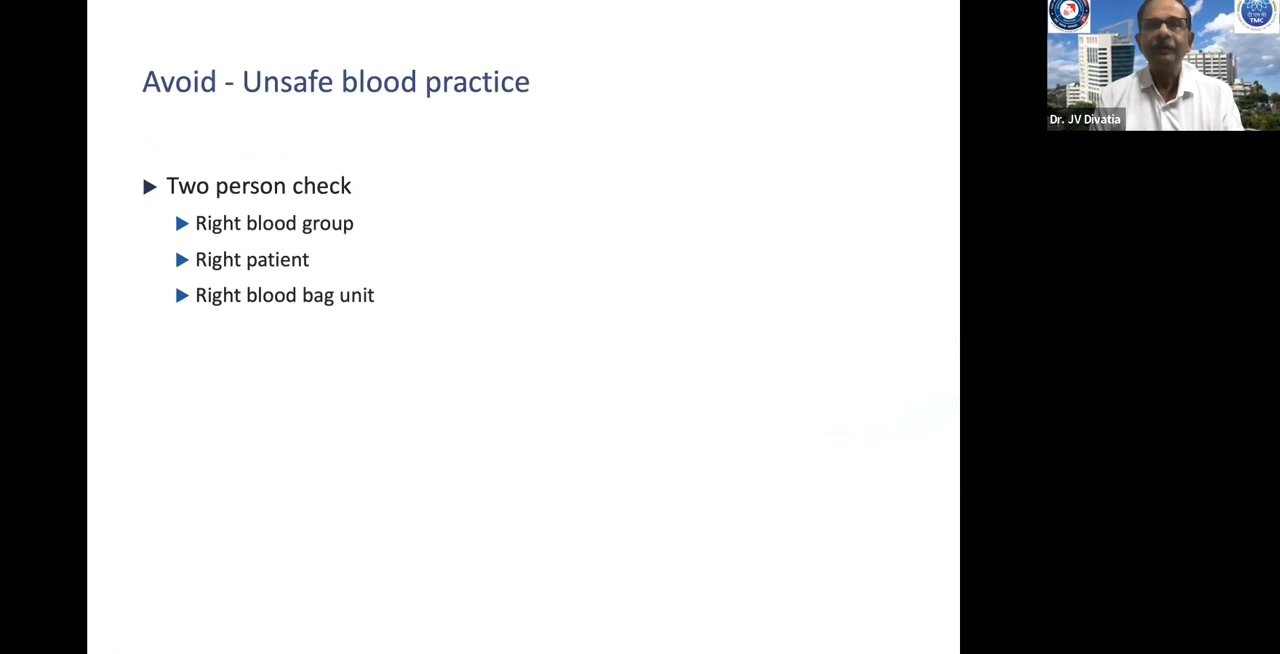 Avoid - Unsafe blood practice
Two person check
Right blood group
Right patient
Right blood bag unit
Dr. JV Divatia
TMC